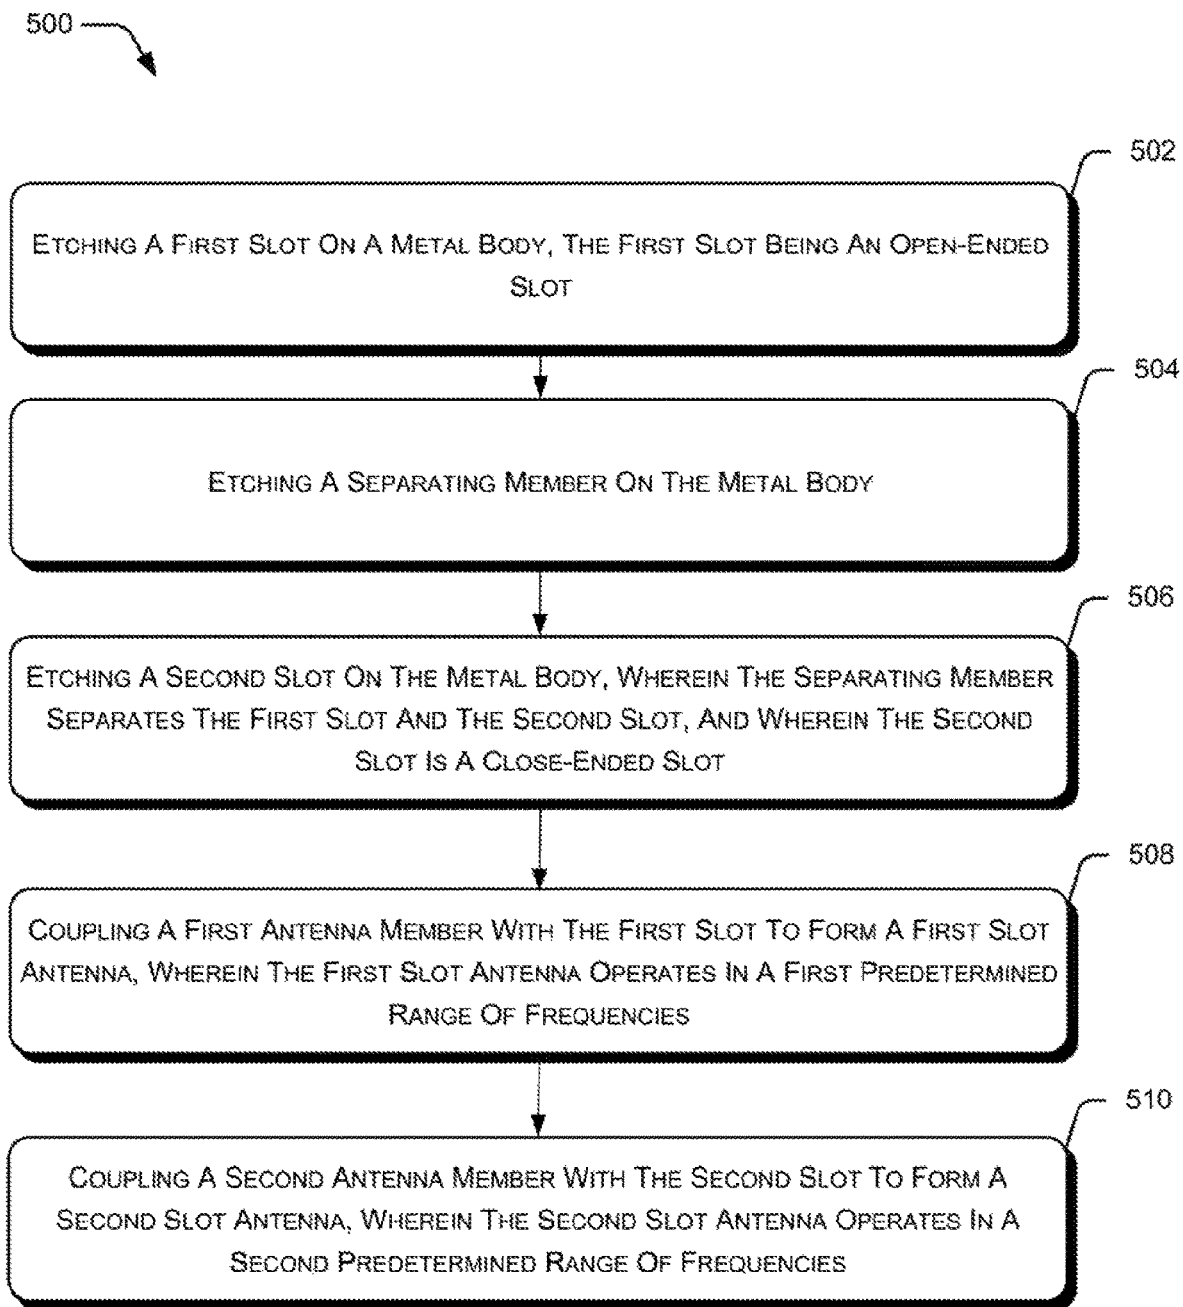 500
502
ETCHING A FIRST SLOT ON A METAL BODY, THE FIRST SLOT BEING AN OPEN-ENDED
SLOT
504
ETCHING A SEPARATING MEMBER ON THE METAL BODY
506
ETCHING A SECOND SLOT ON THE METAL BODY, WHEREIN THE SEPARATING MEMBER
SEPARATES THE FIRST SLOT AND THE SECOND SLOT, AND WHEREIN THE SECOND
SLOT IS A CLOSE-ENDED SLOT
508
COUPLING A FIRST ANTENNA MEMBER WITH THE FIRST SLOT TO FORM A FIRST SLOT
ANTENNA, WHEREIN THE FIRST SLOT ANTENNA OPERATES IN A FIRST PREDETERMINED
RANGE OF FREQUENCIES
510
COUPLING A SECOND ANTENNA MEMBER WITH THE SECOND SLOT TO FORM A
SECOND SLOT ANTENNA, WHEREIN THE SECOND SLOT ANTENNA OPERATES IN A
SECOND PREDETERMINED RANGE OF FREQUENCIES